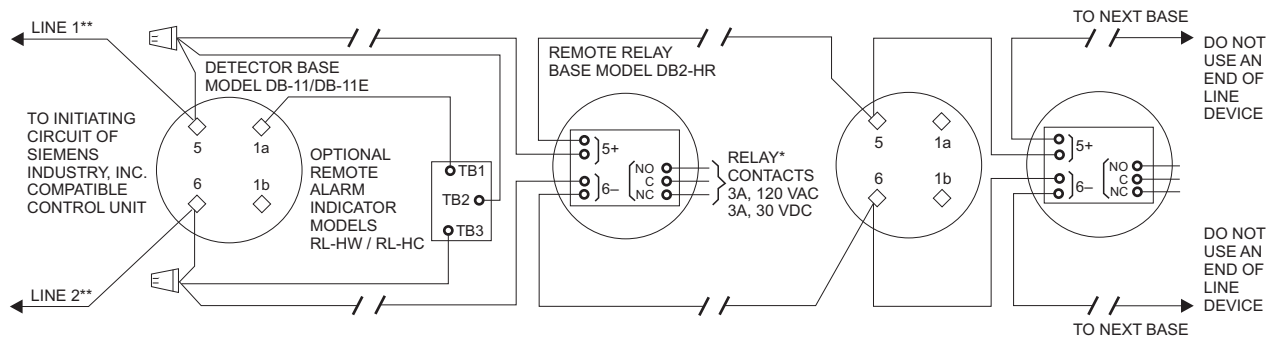 LINE 1**
TO NEXT BASE
DO NOT
USE AN
END OF
LINE
DEVICE
REMOTE RELAY
BASE MODEL DB2-HR
DETECTOR BASE
MODEL DB-11/DB-11E
TO INITIATING
CIRCUIT OF
SIEMENS
INDUSTRY, INC.
COMPATIBLE
CONTROL UNIT
5
1a
6
1b
OPTIONAL
REMOTE
ALARM
INDICATOR
MODELS
RL-HW / RL-HC
TB1
TB2
TB3
5+
6–
NO
C
NC
RELAY*
CONTACTS
3A, 120 VAC
3A, 30 VDC
5
1a
6
1b
5+
6–
NO
C
NC
LINE 2**
DO NOT
USE AN
END OF
LINE
DEVICE
TO NEXT BASE